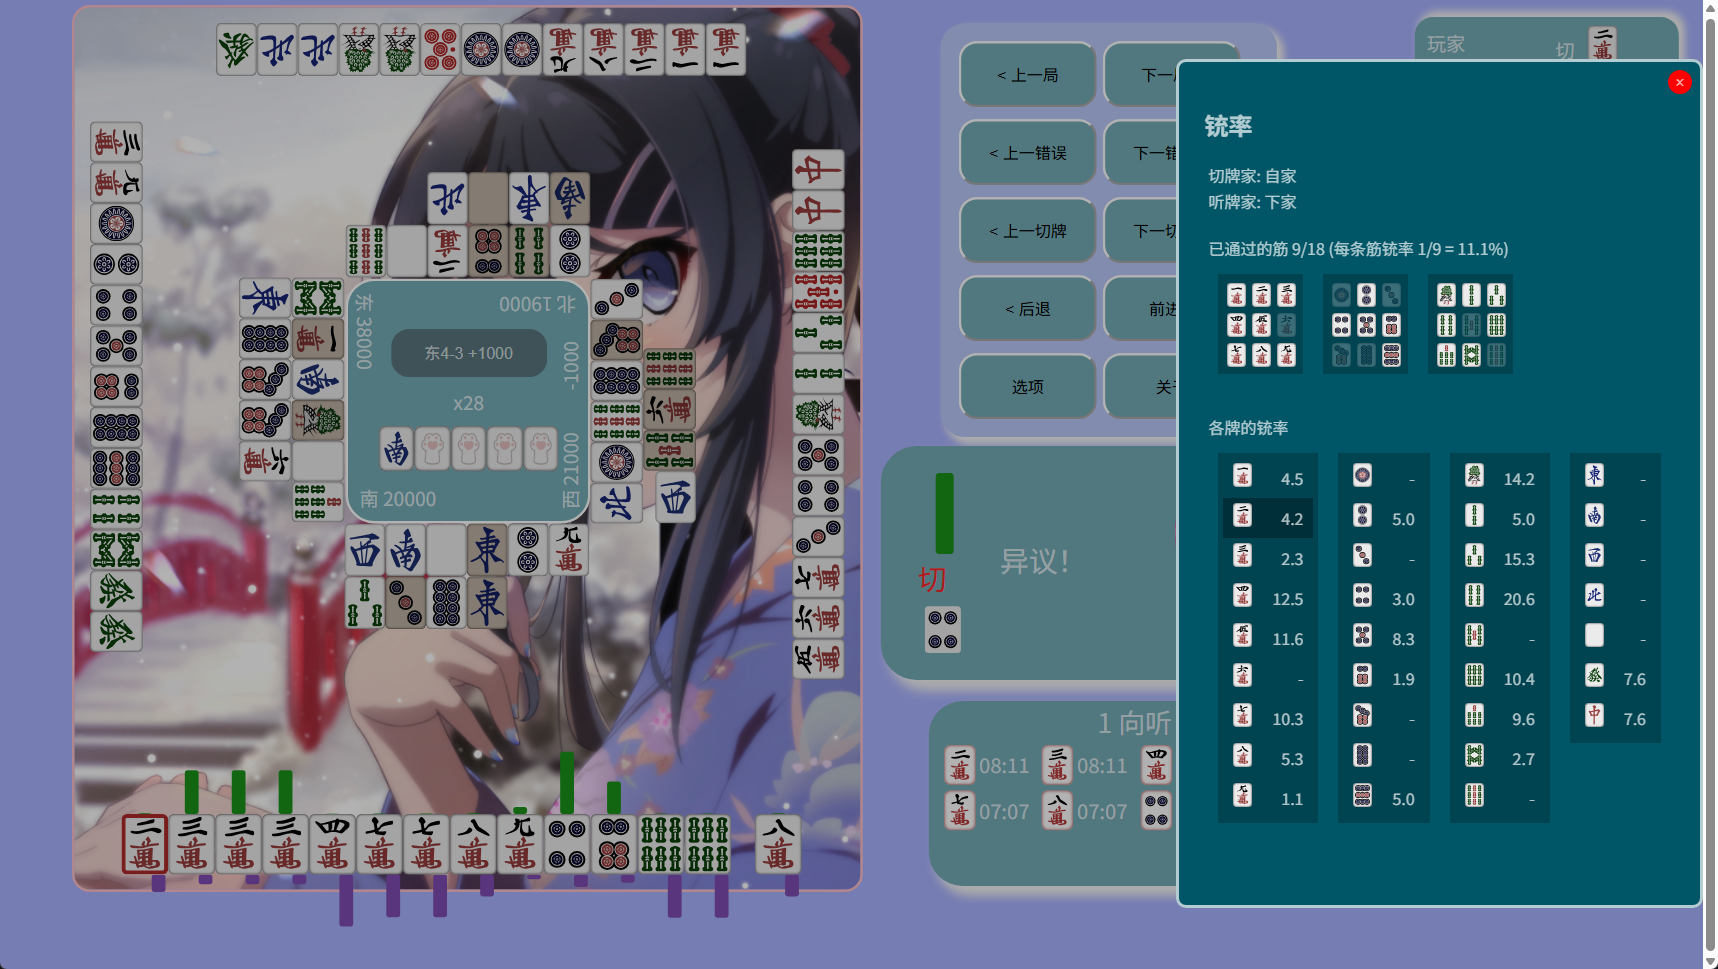 东 38000
北 19000
东4-3 +1000
-1000
x28
南 20000
西 21000
< 上一局
< 上一错误
< 上一切牌
< 后退
前进
选项
玩家
切
异议！
切
1 向听
08:11
08:11
07:07
07:07
×
铳率
切牌家: 自家
听牌家: 下家
已通过的筋 9/18 (每条筋铳率 1/9 = 11.1%)
各牌的铳率
4.5 - 14.2 -
4.2 5.0 5.0 -
2.3 - 15.3 -
12.5 3.0 20.6 -
11.6 8.3 - -
- 1.9 10.4 7.6
10.3 - 9.6 7.6
5.3 - 2.7
1.1 5.0 -